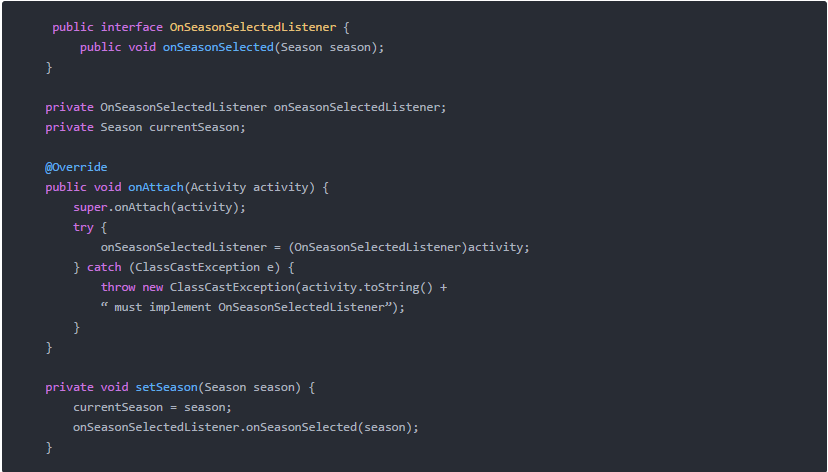 public interface OnSeasonSelectedListener {
public void onSeasonSelected(Season season);
}
private OnSeasonSelectedListener onSeasonSelectedListener;
private Season currentSeason;
@Override
public void onAttach(Activity activity) {
super.onAttach(activity);
try {
onSeasonSelectedListener = (OnSeasonSelectedListener)activity;
} catch (ClassCastException e) {
throw new ClassCastException(activity.toString() +
“ must implement OnSeasonSelectedListener”);
}
}
private void setSeason(Season season) {
currentSeason = season;
onSeasonSelectedListener.onSeasonSelected(season);
}